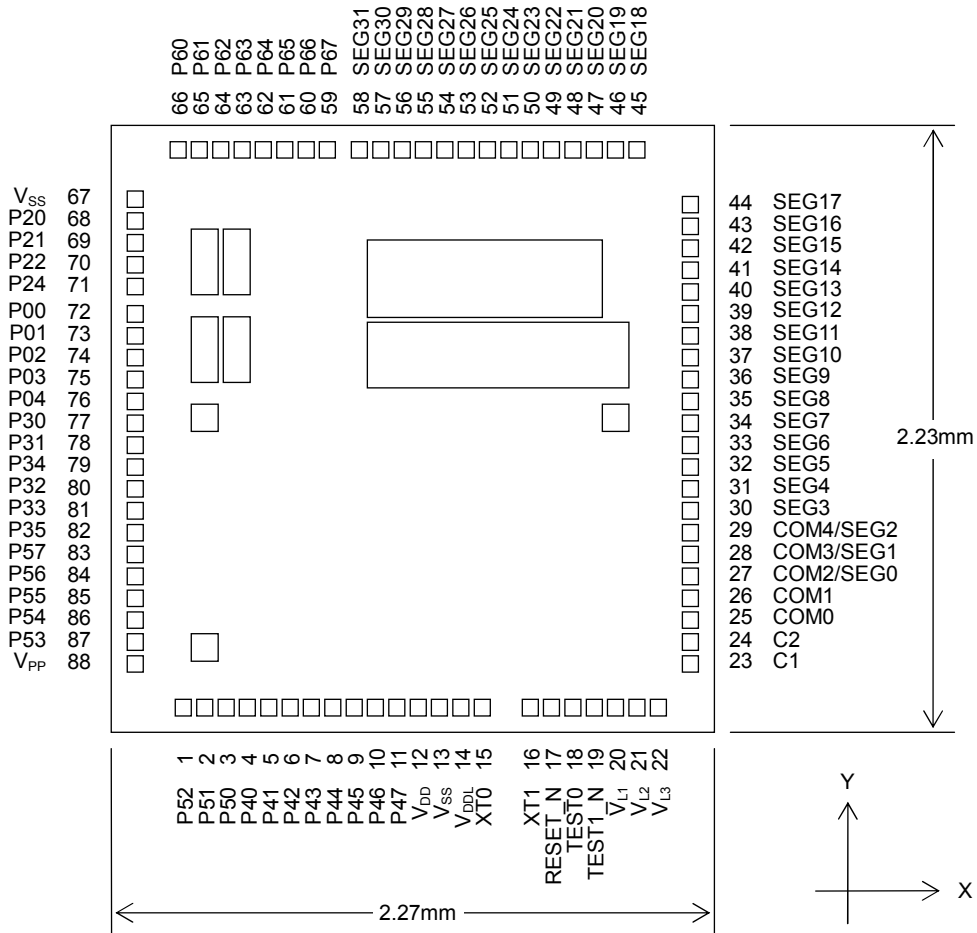 66 P60
65 P61
64 P62
63 P63
62 P64
61 P65
60 P66
59 P67
58 SEG31
57 SEG30
56 SEG29
55 SEG28
54 SEG27
53 SEG26
52 SEG25
51 SEG24
50 SEG23
49 SEG22
48 SEG21
47 SEG20
46 SEG19
45 SEG18
VSS 67
P20 68
P21 69
P22 70
P24 71
P00 72
P01 73
P02 74
P03 75
P04 76
P30 77
P31 78
P34 79
P32 80
P33 81
P35 82
P57 83
P56 84
P55 85
P54 86
P53 87
VPP 88
44 SEG17
43 SEG16
42 SEG15
41 SEG14
40 SEG13
39 SEG12
38 SEG11
37 SEG10
36 SEG9
35 SEG8
34 SEG7
33 SEG6
32 SEG5
31 SEG4
30 SEG3
29 COM4/SEG2
28 COM3/SEG1
27 COM2/SEG0
26 COM1
25 COM0
24 C2
23 C1
2.23mm
P52 1
P51 2
P50 3
P40 4
P41 5
P42 6
P43 7
P44 8
P45 9
P46 10
P47 11
VDD 12
VSS 13
VDDL 14
XT0 15
XT1 16
RESET_N 17
TEST0 18
TEST1_N 19
VL1 20
VL2 21
VL3 22
2.27mm
Y
X